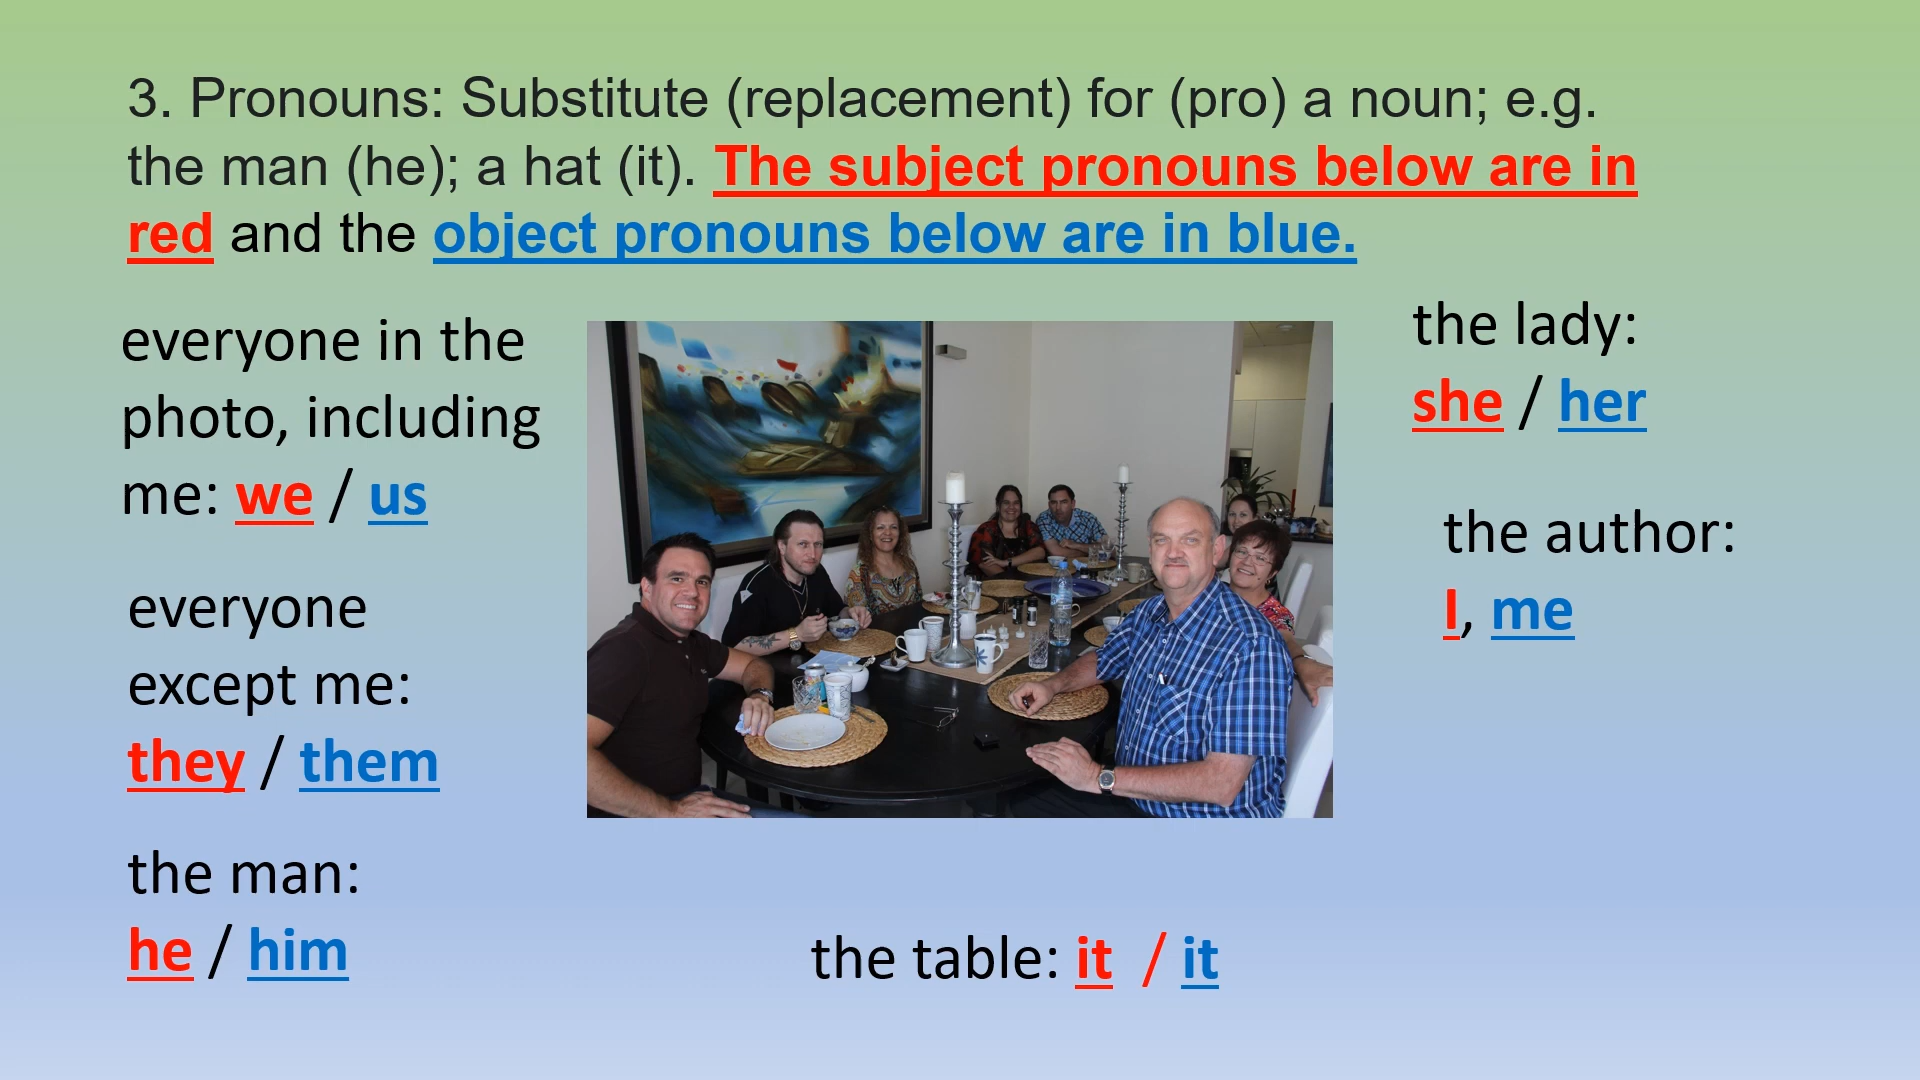 3. Pronouns: Substitute (replacement) for (pro) a noun; e.g.
the man (he); a hat (it). The subject pronouns below are in
red and the object pronouns below are in blue.
everyone in the
photo, including
me: we / us
everyone
except me:
they / them
the man:
he / him
the table: it / it
the lady:
she / her
the author:
I, me